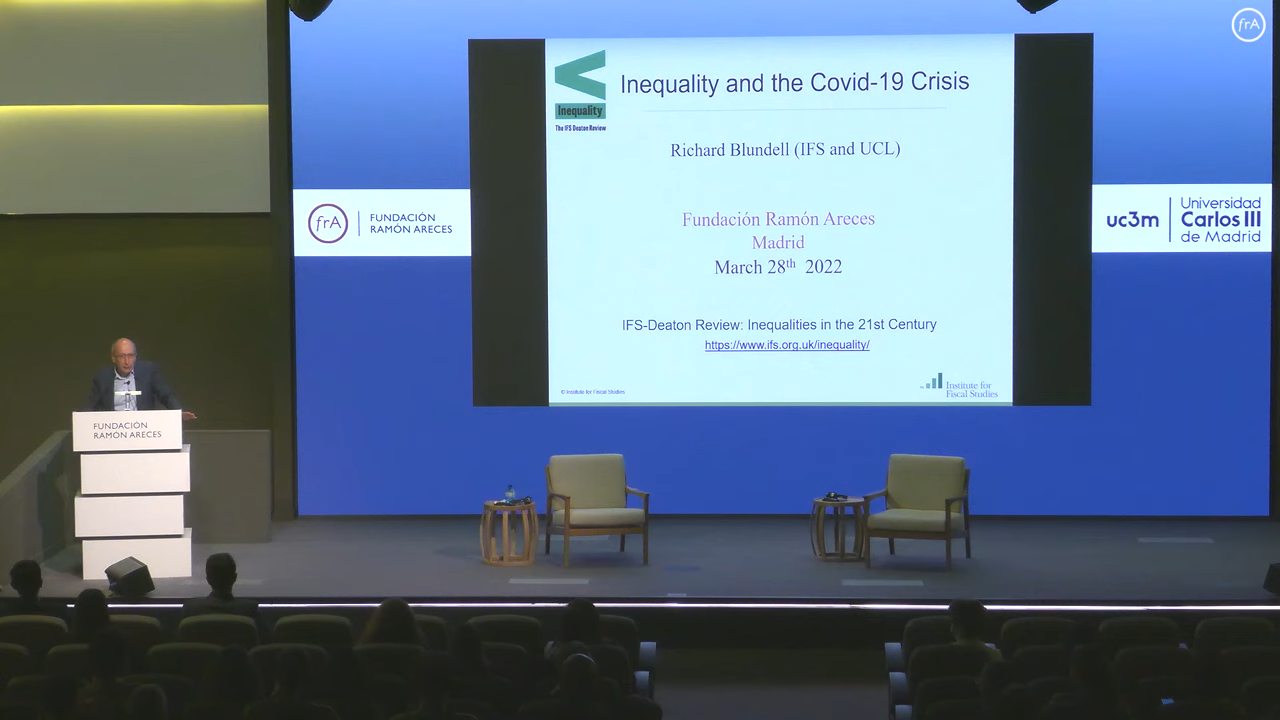 frA
Inequality and the Covid-19 Crisis
Inequality
The IFS Deaton Review
Richard Blundell (IFS and UCL)
Fundación Ramón Areces
Madrid
March 28th 2022
IFS-Deaton Review: Inequalities in the 21st Century
https://www.ifs.org.uk/inequality/
© Institute for Fiscal Studies
Institute for
Fiscal Studies
frA
FUNDACIÓN
RAMÓN ARECES
uc3m
Universidad
Carlos III
de Madrid
FUNDACIÓN
RAMÓN ARECES